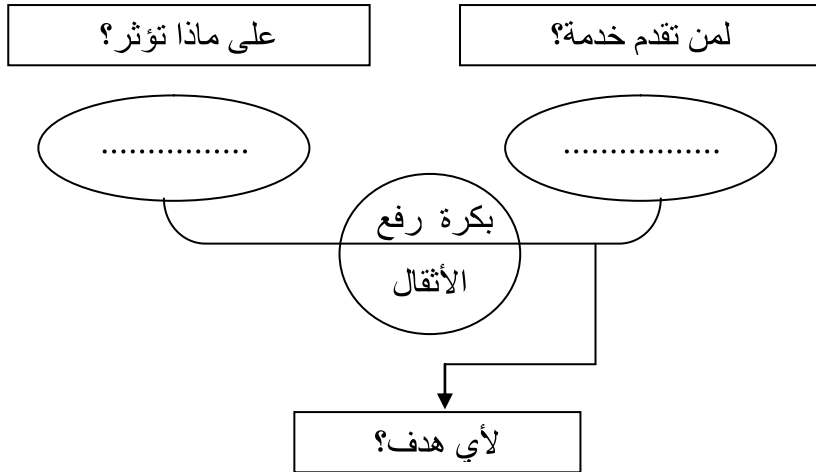 لمن تقدم خدمة؟
على ماذا تؤثر؟
.................
................
بكرة رفع
الأثقال
لأي هدف؟